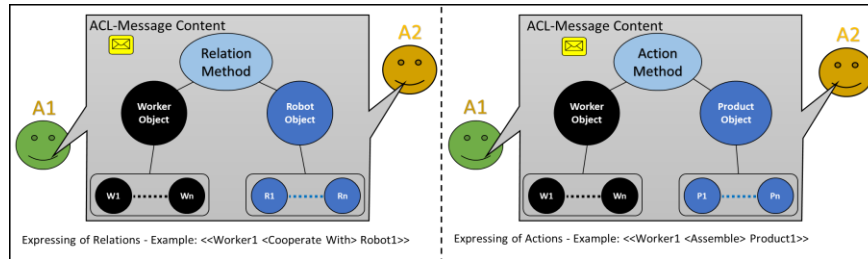 ACL-Message Content
A2
Relation
Method
A1
Worker
Object
Robot
Object
W1
Wn
R1
Rn
Expressing of Relations - Example: <<Worker1 <Cooperate With> Robot1>>
ACL-Message Content
A2
Action
Method
A1
Worker
Object
Product
Object
W1
Wn
P1
Pn
Expressing of Actions - Example: <<Worker1 <Assemble> Product1>>